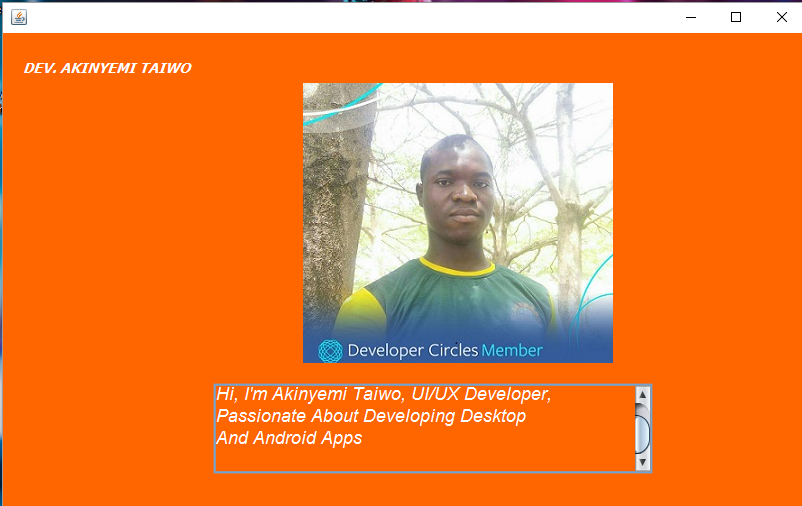 DEV. AKINYEMI TAIWO
Developer Circles Member
Hi, I'm Akinyemi Taiwo, UI/UX Developer,
Passionate About Developing Desktop
And Android Apps